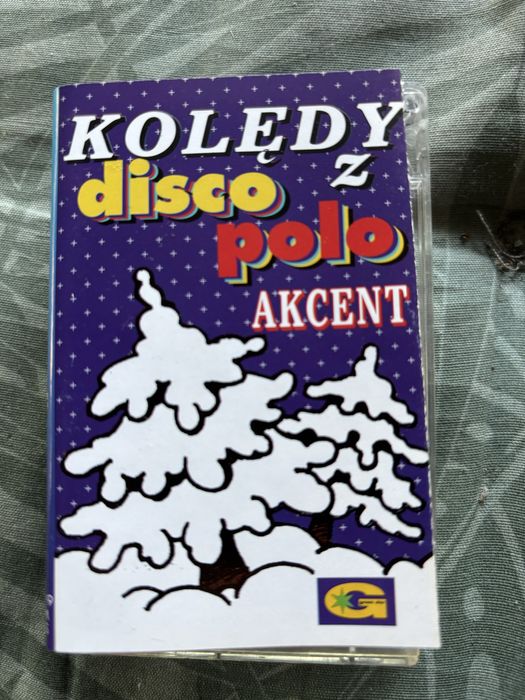 KOLĘDY
z
disco
polo
AKCENT
G